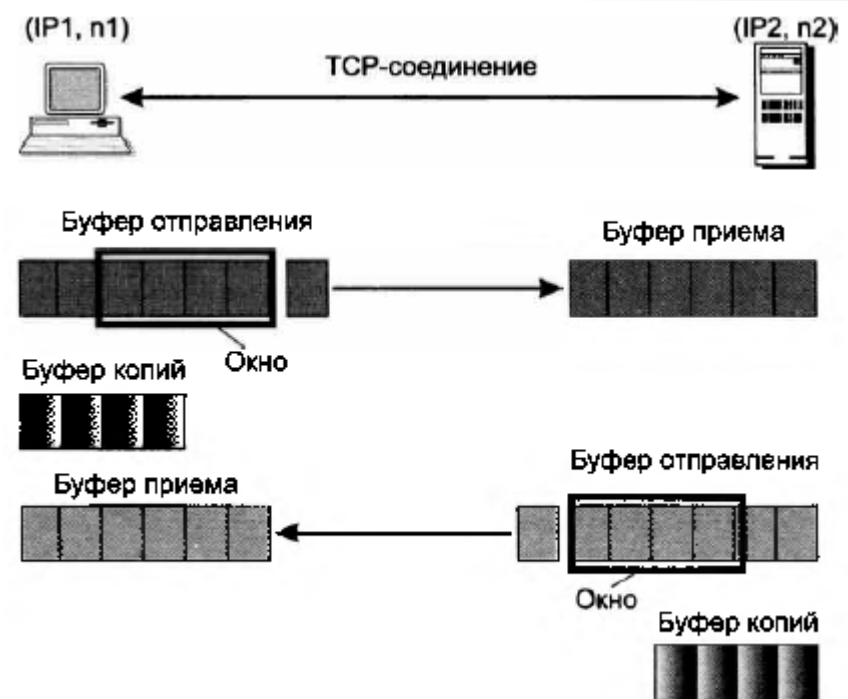 (IP1, n1)
(IP2, n2)
TCP-соединение
Буфер отправления
Буфер приема
Окно
Буфер копий
Буфер приема
Буфер отправления
Окно
Буфер копий